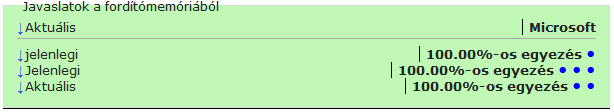 Javaslatok a fordítómemóriából
↓Aktuális | Microsoft
↓jelenlegi | 100.00%-os egyezés •
↓Jelenlegi | 100.00%-os egyezés • • •
↓Aktuális | 100.00%-os egyezés • •